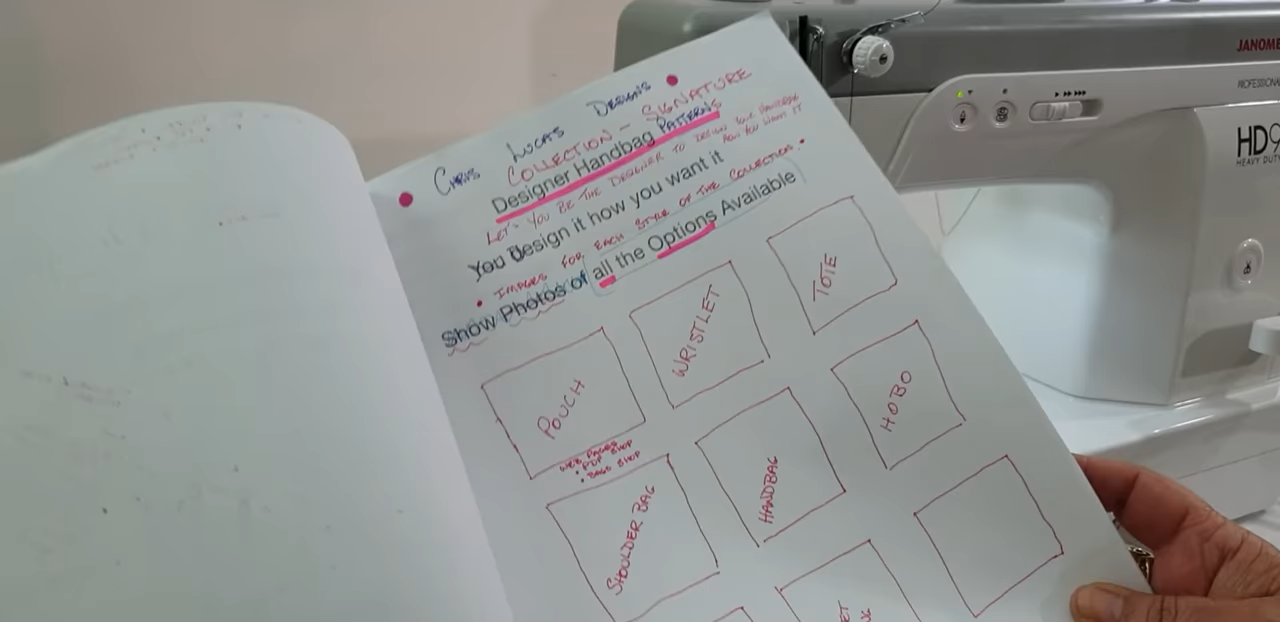 CHRIS LUCAS DESIGNS
COLLECTION - SIGNATURE
Designer Handbag PATTERNS
LET- YOU BE THE DESIGNER TO DESIGN YOUR HANDBAG
HOW YOU WANT IT
You Design it how you want it
• IMAGES FOR EACH STYLE OF THE COLLECTION •
Show Photos of all the Options Available
POUCH
WRISTLET
TOTE
WEB PAGES
• PDF SHOP
• BAGS SHOP
SHOULDER BAG
HANDBAG
HOBO
JANOME
PROFESSIONAL
HD9
HEAVY DUTY